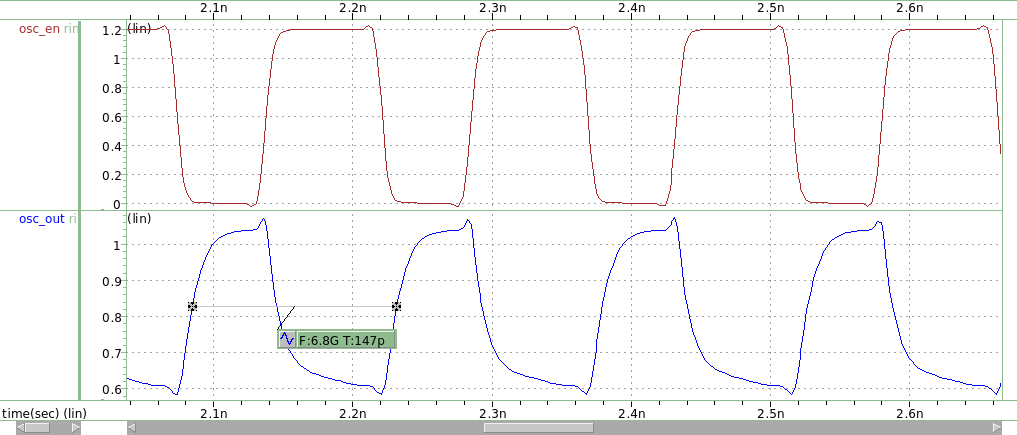 2.1n 2.2n 2.3n 2.4n 2.5n 2.6n
osc_en rin
1.2 (lin)
1
0.8
0.6
0.4
0.2
0
osc_out ri
(lin)
1
0.9
0.8
F:6.8G T:147p
0.7
0.6
time(sec) (lin) 2.1n 2.2n 2.3n 2.4n 2.5n 2.6n